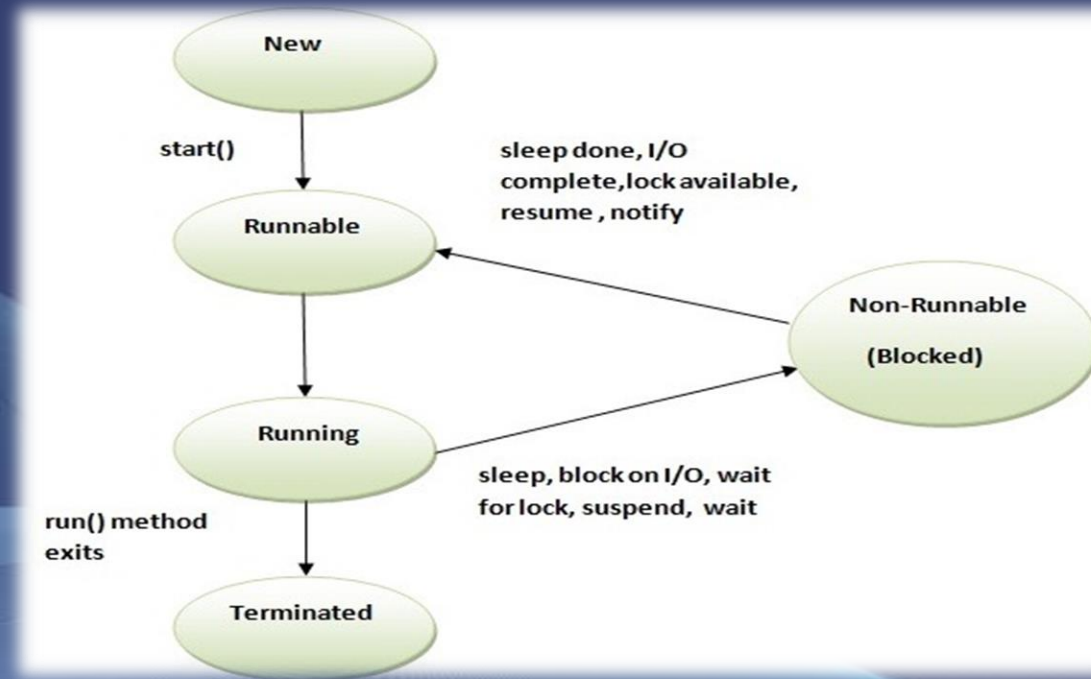 New
start()
sleep done, I/O
complete,lock available,
resume , notify
Runnable
Non-Runnable
(Blocked)
Running
sleep, block on I/O, wait
for lock, suspend, wait
run() method
exits
Terminated